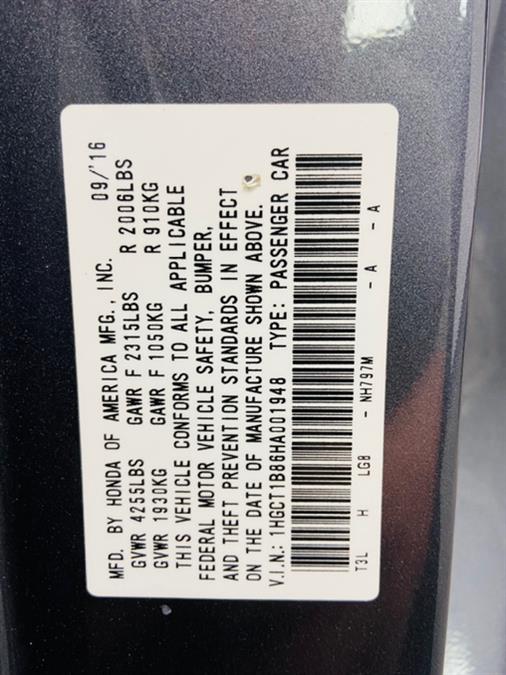 MFD. BY HONDA OF AMERICA MFG., INC. 09/'16
GVWR 4255LBS GAWR F 2315LBS R 2006LBS
GVWR 1930KG GAWR F 1050KG R 910KG
THIS VEHICLE CONFORMS TO ALL APPLICABLE
FEDERAL MOTOR VEHICLE SAFETY, BUMPER,
AND THEFT PREVENTION STANDARDS IN EFFECT
ON THE DATE OF MANUFACTURE SHOWN ABOVE.
V.I.N.: 1HGCT1B88HA001948 TYPE: PASSENGER CAR
T3L H LG8 - NH797M - A - A